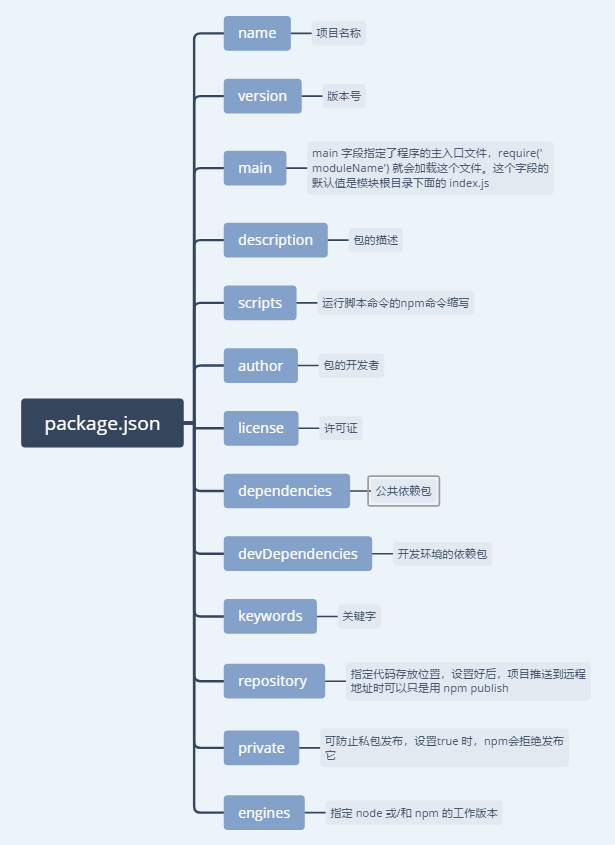 name
项目名称
version
版本号
main
main 字段指定了程序的主入口文件，require('
moduleName') 就会加载这个文件。这个字段的
默认值是模块根目录下面的 index.js
description
包的描述
scripts
运行脚本命令的npm命令缩写
author
包的开发者
package.json
license
许可证
dependencies
公共依赖包
devDependencies
开发环境的依赖包
keywords
关键字
repository
指定代码存放位置，设置好后，项目推送到远程
地址时可以只是用 npm publish
private
可防止私包发布，设置true 时，npm会拒绝发布
它
engines
指定 node 或/和 npm 的工作版本